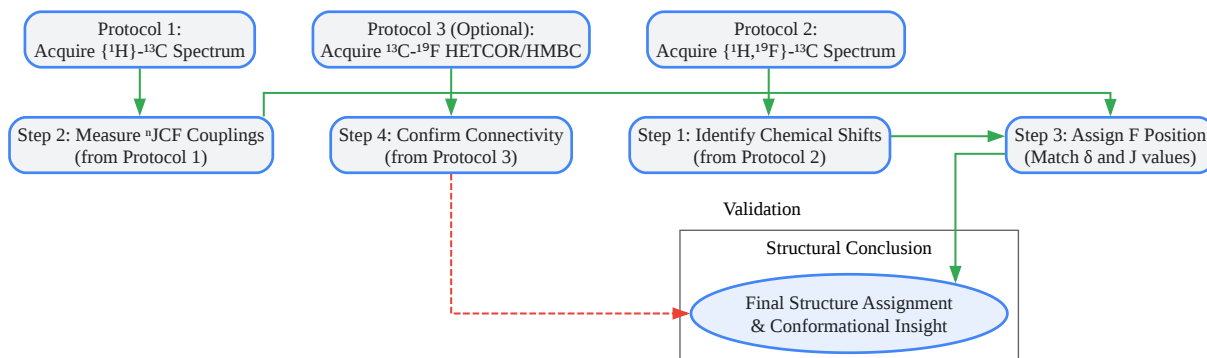 Protocol 1:
Acquire {¹H}-¹³C Spectrum
Protocol 3 (Optional):
Acquire ¹³C-¹⁹F HETCOR/HMBC
Protocol 2:
Acquire {¹H,¹⁹F}-¹³C Spectrum
Step 2: Measure ⁿJCF Couplings
(from Protocol 1)
Step 4: Confirm Connectivity
(from Protocol 3)
Step 1: Identify Chemical Shifts
(from Protocol 2)
Step 3: Assign F Position
(Match δ and J values)
Validation
Structural Conclusion
Final Structure Assignment
& Conformational Insight